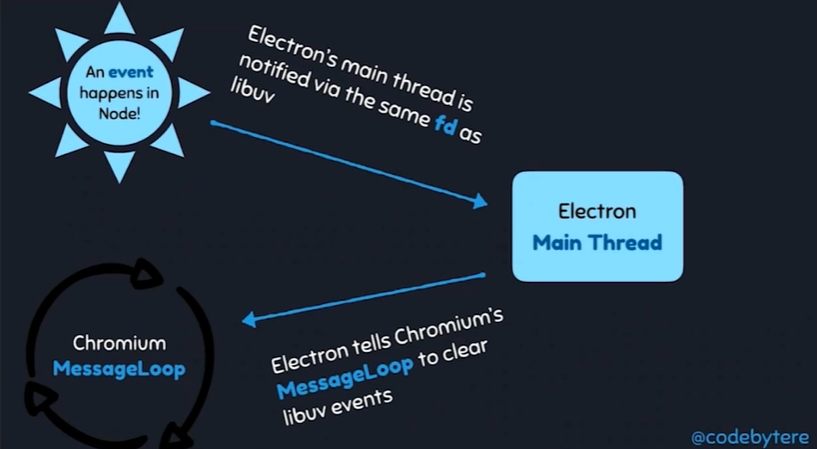 An event
happens in
Node!
Electron's main thread is
notified via the same fd as
libuv
Electron
Main Thread
Electron tells Chromium's
MessageLoop to clear
libuv events
Chromium
MessageLoop
@codebytere